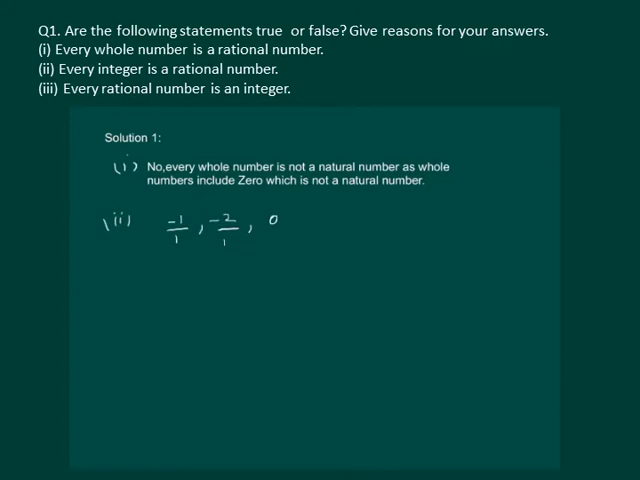 Q1. Are the following statements true or false? Give reasons for your answers.
(i) Every whole number is a rational number.
(ii) Every integer is a rational number.
(iii) Every rational number is an integer.
Solution 1:
(i) No,every whole number is not a natural number as whole
numbers include Zero which is not a natural number.
(ii) -1/1 , -2/1 , 0